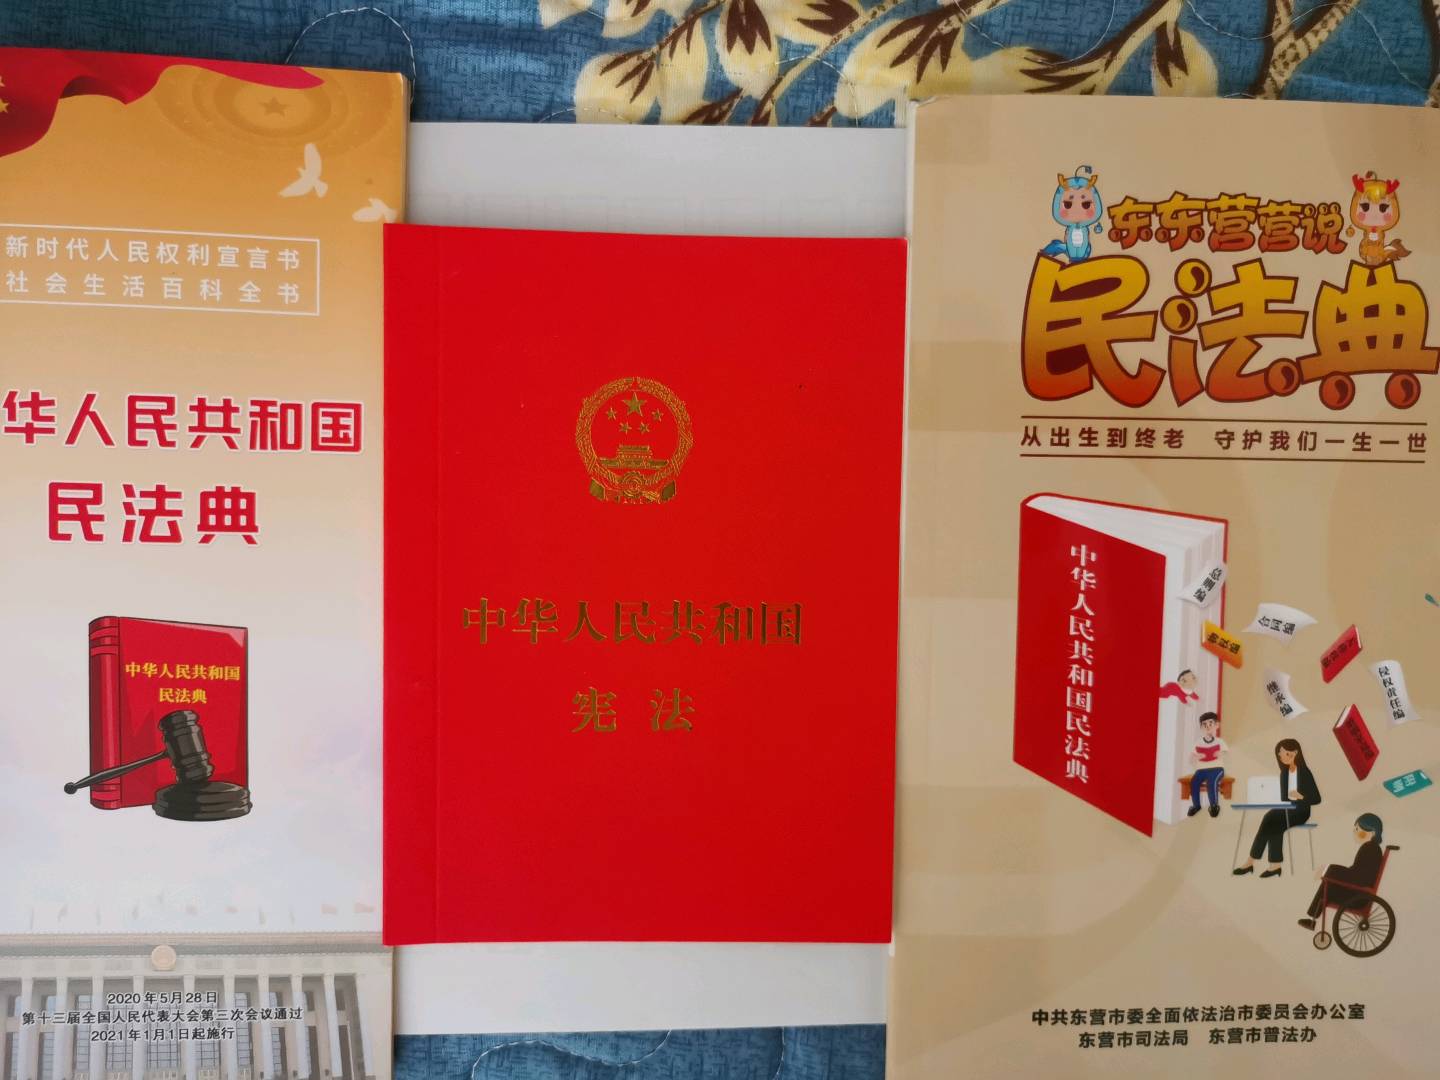 新时代人民权利宣言书
社会生活百科全书
华人民共和国
民法典
中华人民共和国
民法典
2020年5月28日
第十三届全国人民代表大会第三次会议通过
2021年1月1日起施行
中华人民共和国
宪法
东东营营说
民法典
从出生到终老 守护我们一生一世
中华人民共和国民法典
总则编
合同编
物权编
继承编
侵权责任编
中共东营市委全面依法治市委员会办公室
东营市司法局 东营市普法办